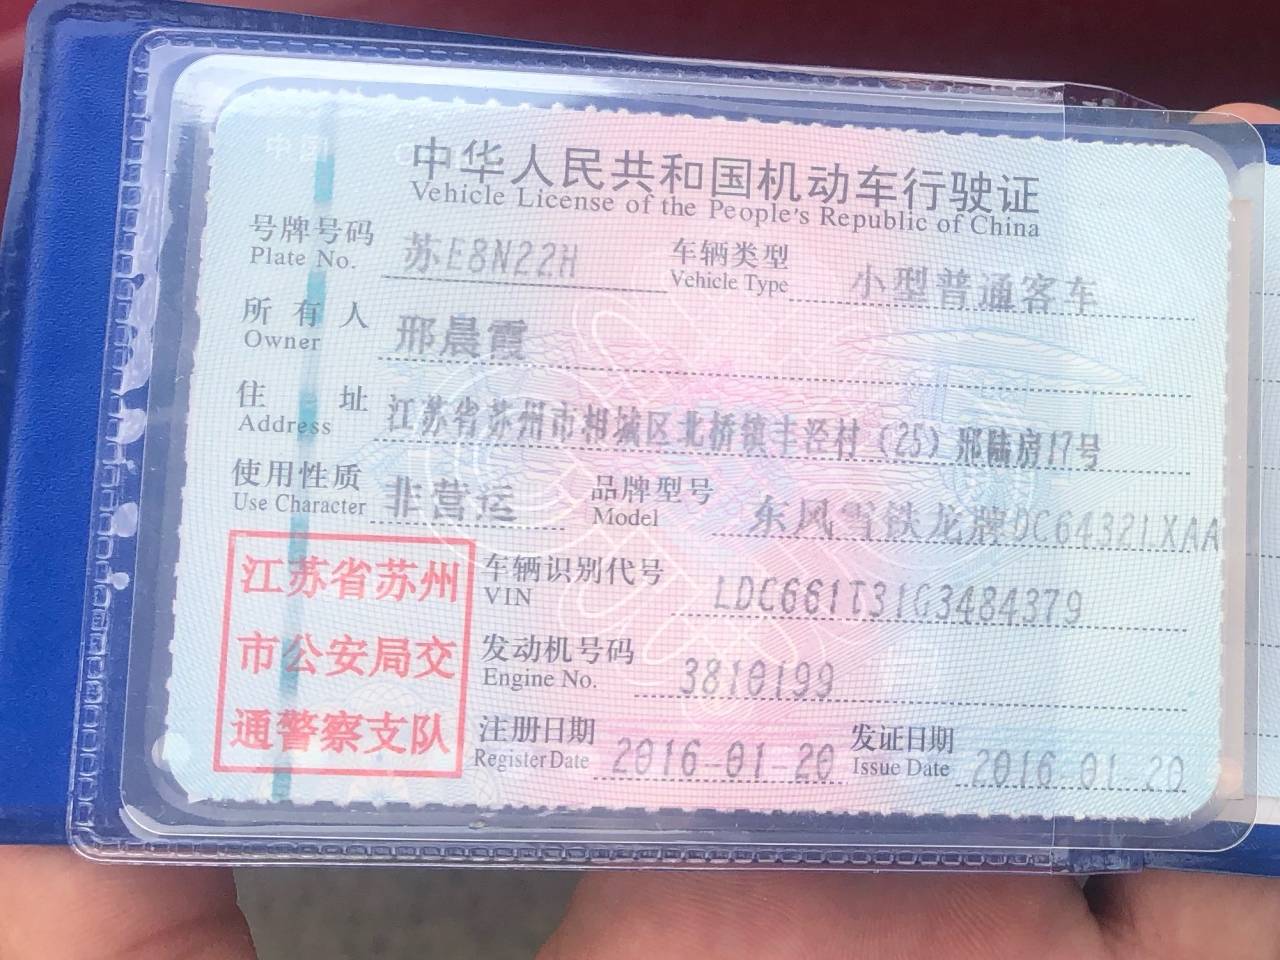 中华人民共和国机动车行驶证
Vehicle License of the People's Republic of China
号牌号码 苏E8N22H 车辆类型 小型普通客车
Plate No. Vehicle Type
所有人 邢晨霞
Owner
住址 江苏省苏州市相城区北桥镇丰泾村（25）邢陆房17号
Address
使用性质 非营运 品牌型号 东风雪铁龙牌DC6432LXAA
Use Character Model
江苏省苏州
市公安局交
通警察支队
车辆识别代号 LDC661T31G3484379
VIN
发动机号码 3810199
Engine No.
注册日期 2016-01-20 发证日期 2016-01-20
Register Date Issue Date